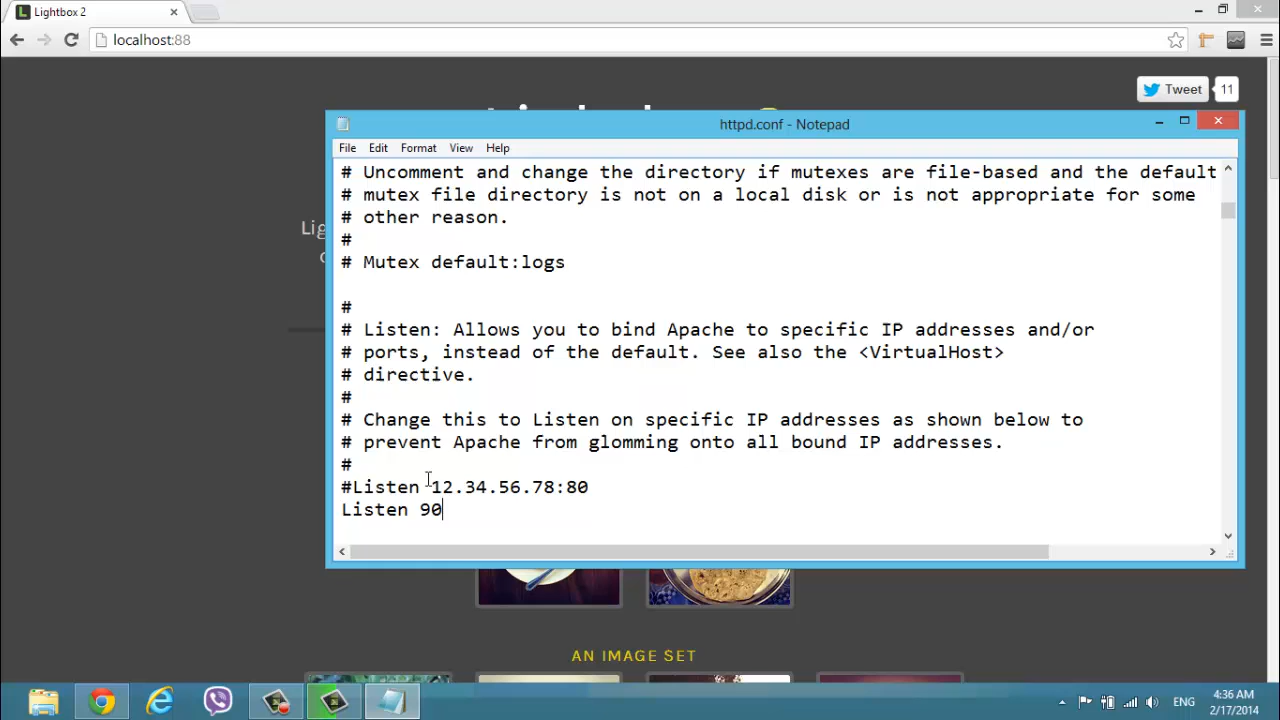 Lightbox 2
localhost:88
Tweet
11
httpd.conf - Notepad
File Edit Format View Help
# Uncomment and change the directory if mutexes are file-based and the default
# mutex file directory is not on a local disk or is not appropriate for some
# other reason.
#
# Mutex default:logs
#
# Listen: Allows you to bind Apache to specific IP addresses and/or
# ports, instead of the default. See also the <VirtualHost>
# directive.
#
# Change this to Listen on specific IP addresses as shown below to
# prevent Apache from glomming onto all bound IP addresses.
#
#Listen 12.34.56.78:80
Listen 90
AN IMAGE SET
ENG
4:36 AM
2/17/2014